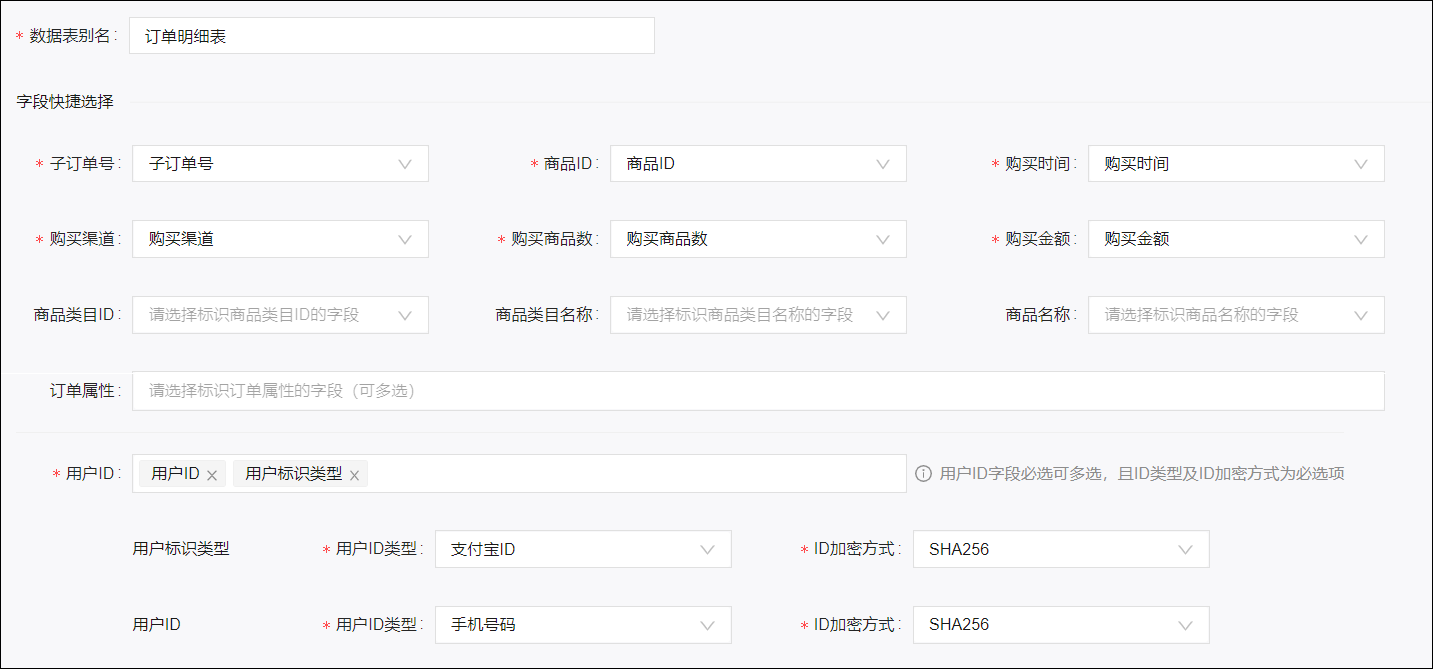 * 数据表别名: 订单明细表
字段快捷选择
* 子订单号: 子订单号 * 商品ID: 商品ID * 购买时间: 购买时间
* 购买渠道: 购买渠道 * 购买商品数: 购买商品数 * 购买金额: 购买金额
商品类目ID: 请选择标识商品类目ID的字段 商品类目名称: 请选择标识商品类目名称的字段 商品名称: 请选择标识商品名称的字段
订单属性: 请选择标识订单属性的字段（可多选）
* 用户ID: 用户ID × 用户标识类型 × 用户ID字段必选可多选，且ID类型及ID加密方式为必选项
用户标识类型 * 用户ID类型: 支付宝ID * ID加密方式: SHA256
用户ID * 用户ID类型: 手机号码 * ID加密方式: SHA256